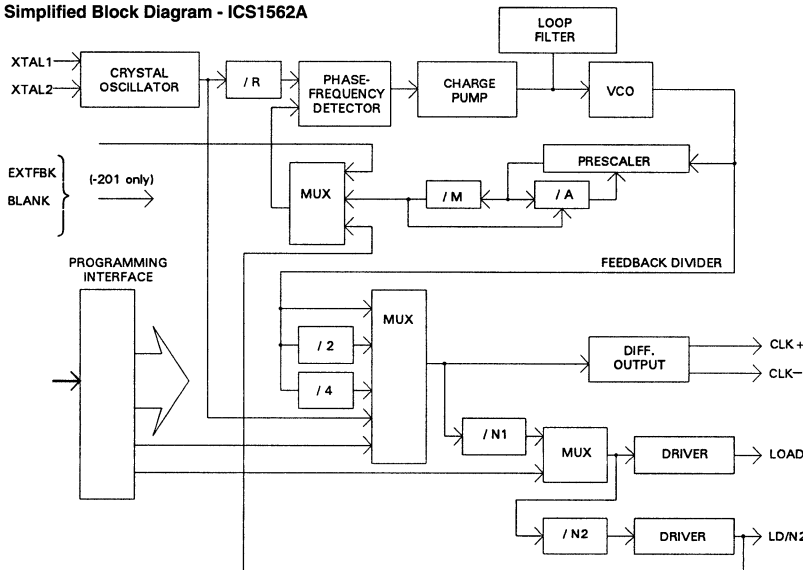 Simplified Block Diagram - ICS1562A
LOOP
FILTER
XTAL1
XTAL2
CRYSTAL
OSCILLATOR
/ R
PHASE-
FREQUENCY
DETECTOR
CHARGE
PUMP
VCO
EXTFBK
BLANK
(-201 only)
MUX
/ M
/ A
PRESCALER
FEEDBACK DIVIDER
PROGRAMMING
INTERFACE
MUX
/ 2
/ 4
DIFF.
OUTPUT
CLK +
CLK−
/ N1
MUX
DRIVER
LOAD
/ N2
DRIVER
LD/N2